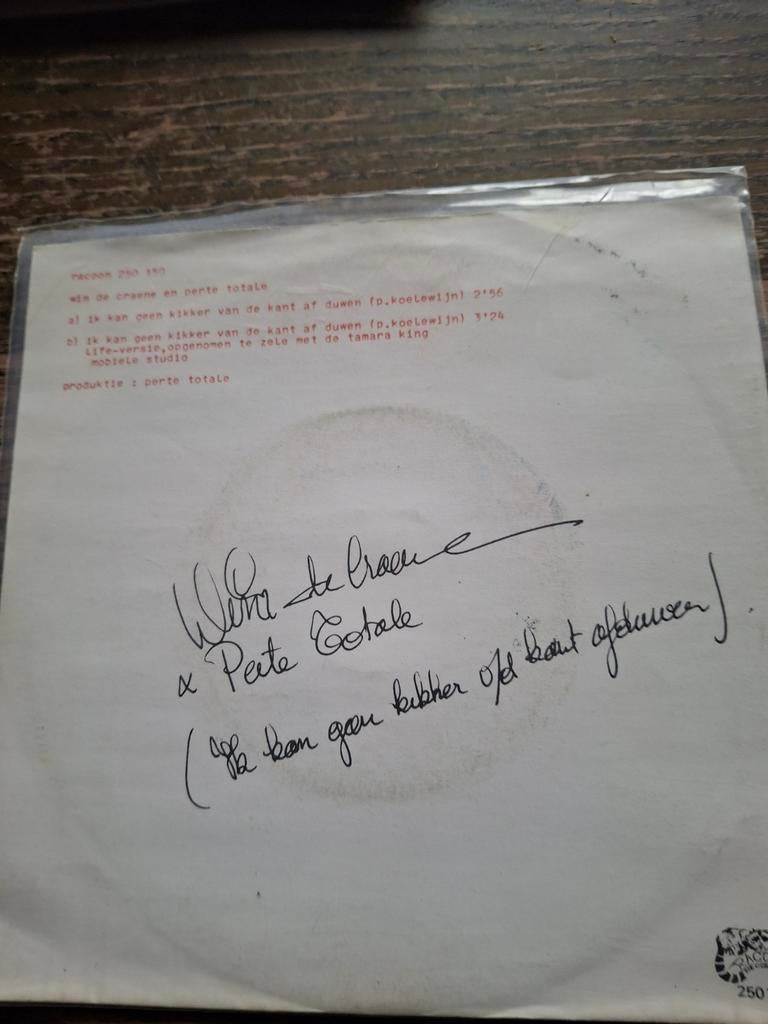 racoon 250 150
wim de craene en perte totale
a) ik kan geen kikker van de kant af duwen (p.koelewijn) 2'56
b) ik kan geen kikker van de kant af duwen (p.koelewijn) 3'24
life-versie,opgenomen te zele met de tamara king
mobiele studio
produktie : perte totale
Wim de Craene
& Perte Totale
(Ik kan geen kikker v/d kant afduwen).
250